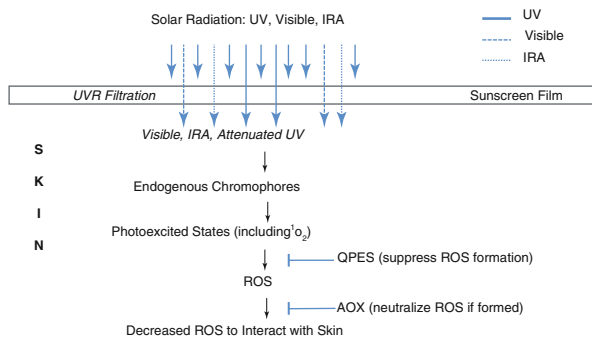 Solar Radiation: UV, Visible, IRA
UV
Visible
IRA
UVR Filtration
Sunscreen Film
Visible, IRA, Attenuated UV
S
K
I
N
Endogenous Chromophores
Photoexcited States (including ¹o₂)
QPES (suppress ROS formation)
ROS
AOX (neutralize ROS if formed)
Decreased ROS to Interact with Skin